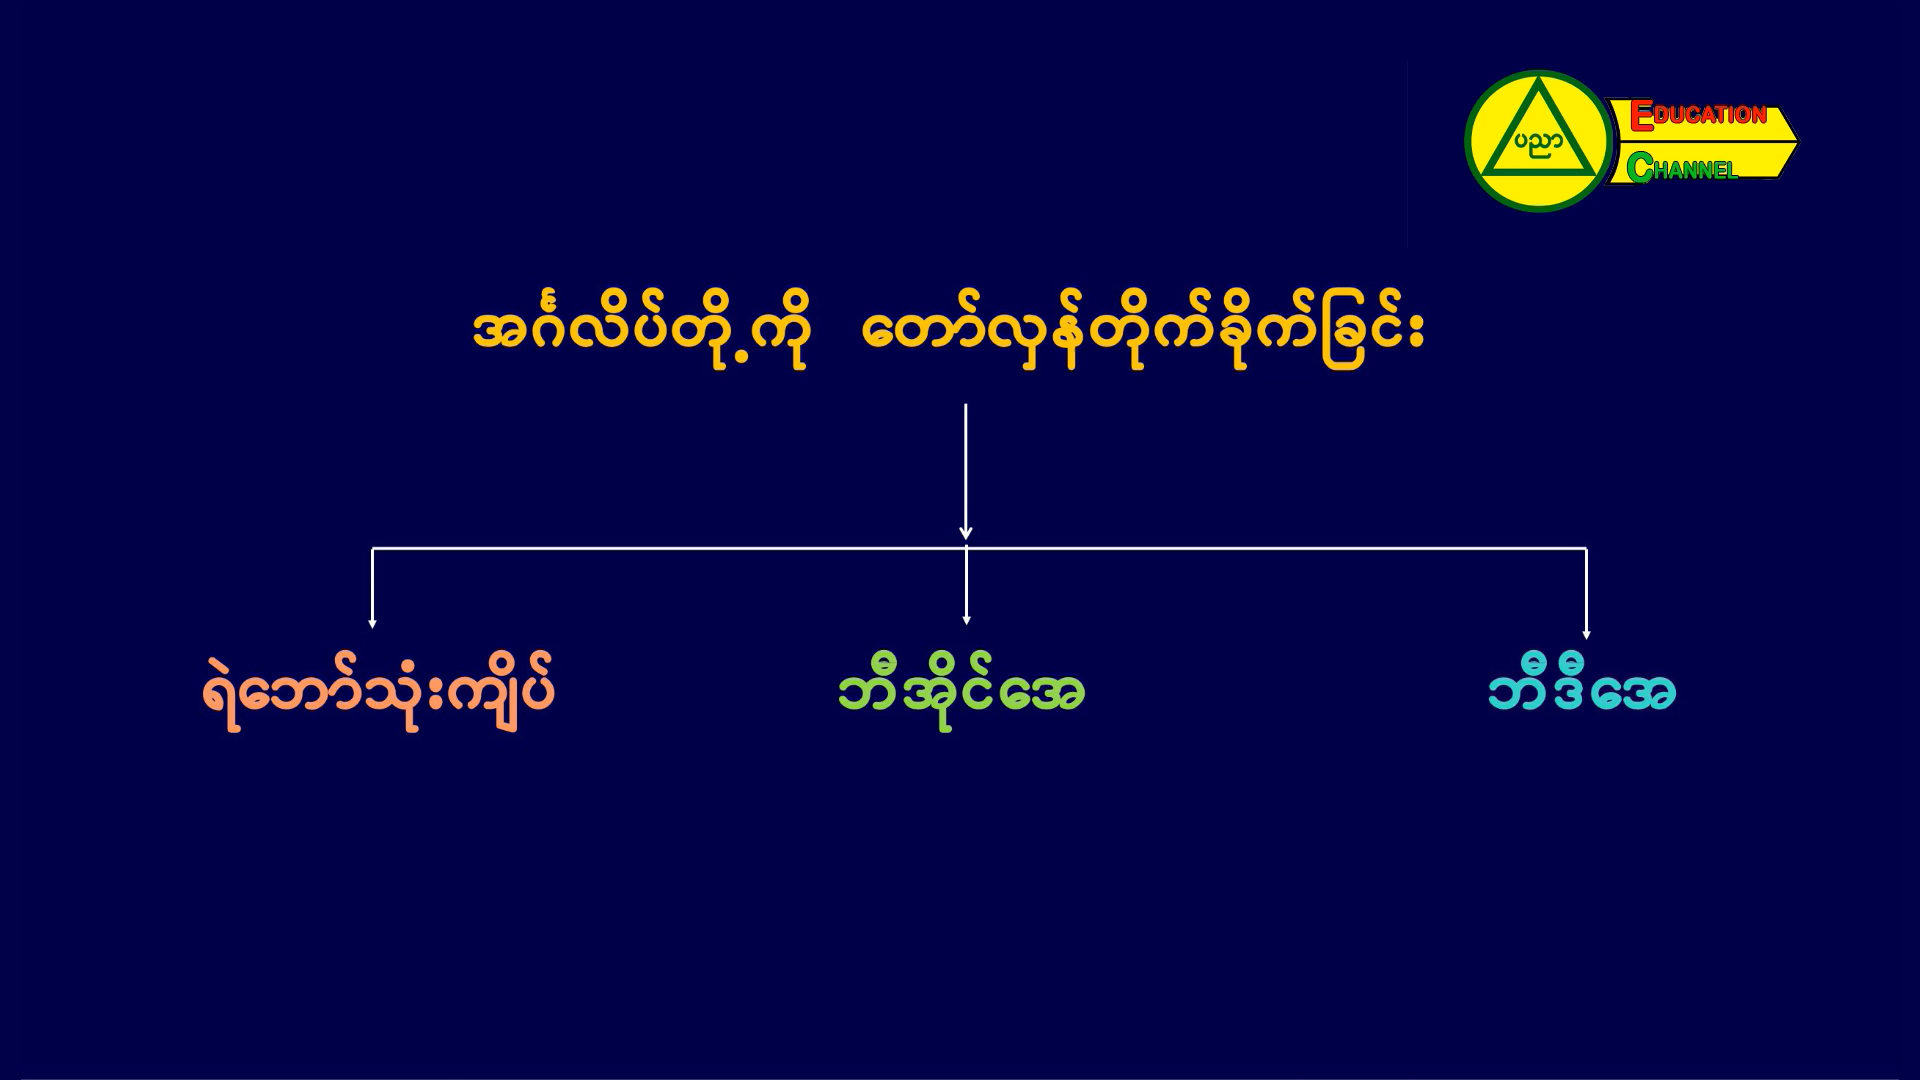 ပညာ
EDUCATION
CHANNEL
အင်္ဂလိပ်တို့ကို တော်လှန်တိုက်ခိုက်ခြင်း
ရဲဘော်သုံးကျိပ် ဘီအိုင်အေ ဘီဒီအေ